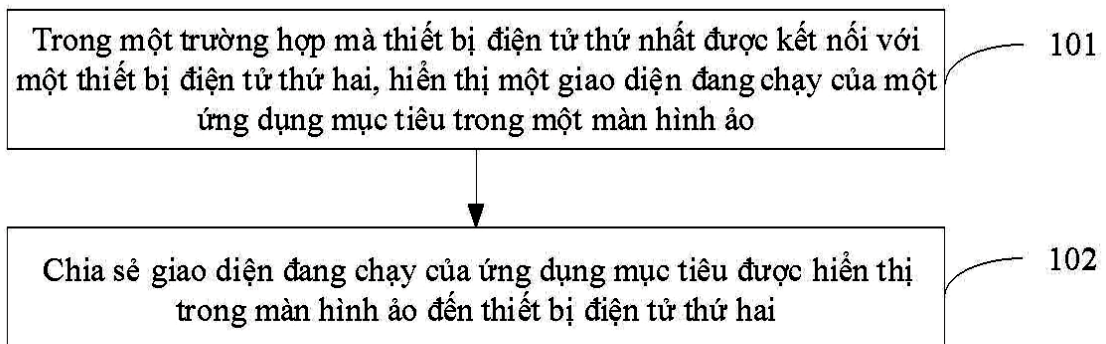 Trong một trường hợp mà thiết bị điện tử thứ nhất được kết nối với
một thiết bị điện tử thứ hai, hiển thị một giao diện đang chạy của một
ứng dụng mục tiêu trong một màn hình ảo
101
Chia sẻ giao diện đang chạy của ứng dụng mục tiêu được hiển thị
trong màn hình ảo đến thiết bị điện tử thứ hai
102